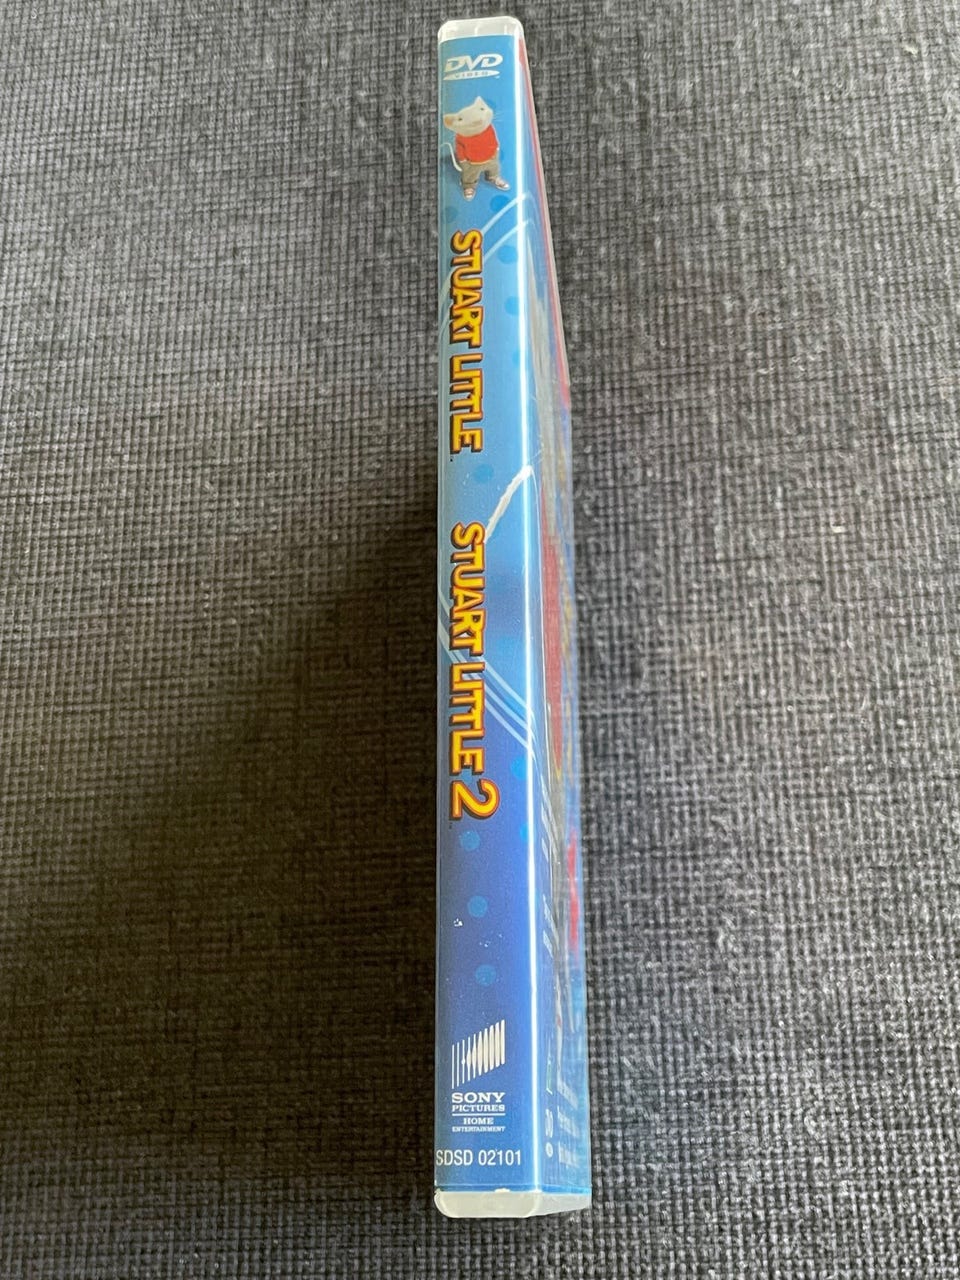 DVD
VIDEO
STUART LITTLE
STUART LITTLE 2
SONY
PICTURES
HOME
ENTERTAINMENT
SDSD 02101